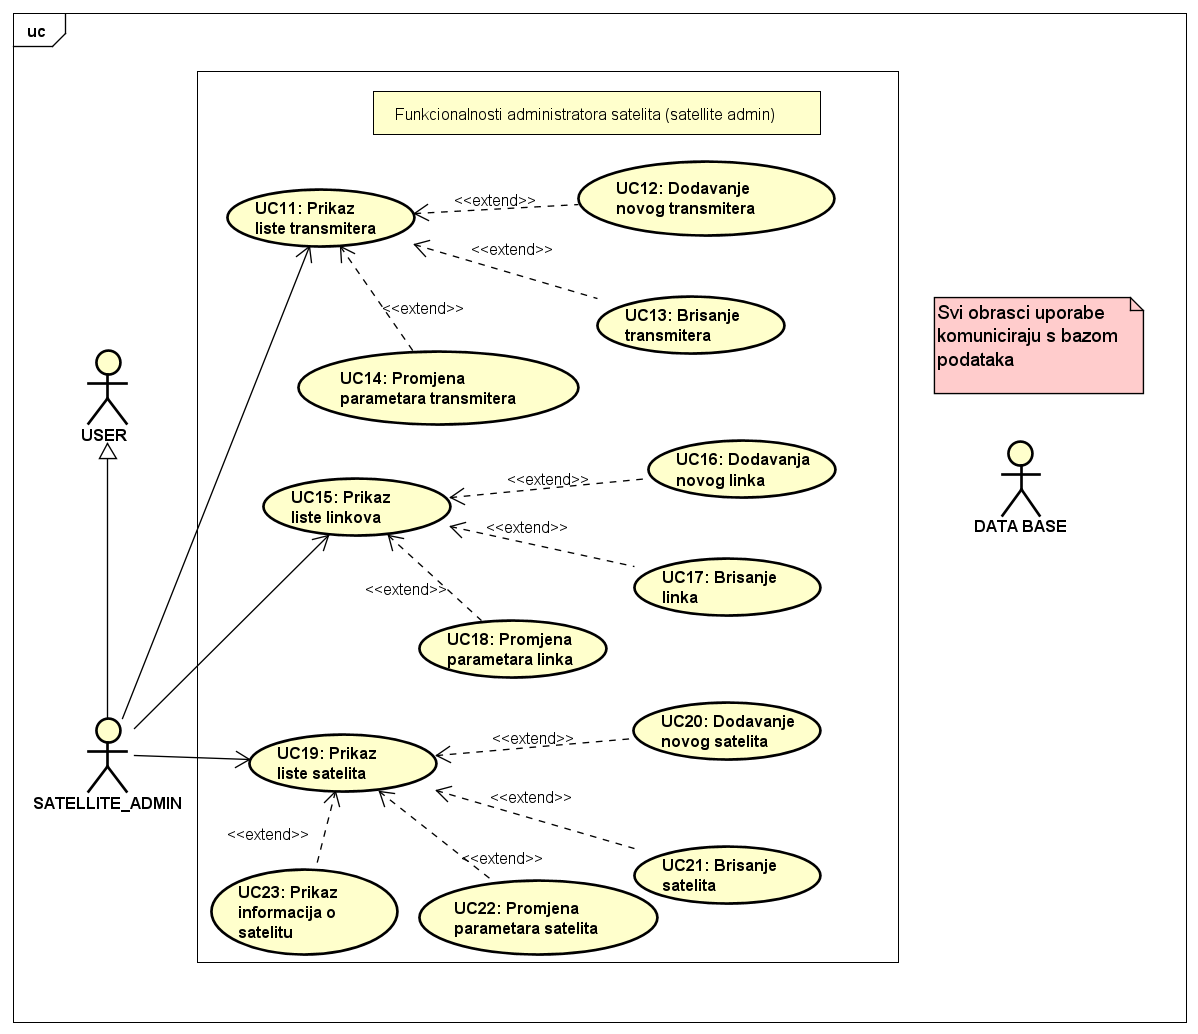 uc
Funkcionalnosti administratora satelita (satellite admin)
UC11: Prikaz
liste transmitera
<<extend>>
UC12: Dodavanje
novog transmitera
<<extend>>
UC13: Brisanje
transmitera
<<extend>>
UC14: Promjena
parametara transmitera
Svi obrasci uporabe
komuniciraju s bazom
podataka
USER
DATA BASE
UC15: Prikaz
liste linkova
<<extend>>
UC16: Dodavanja
novog linka
<<extend>>
UC17: Brisanje
linka
<<extend>>
UC18: Promjena
parametara linka
SATELLITE_ADMIN
UC19: Prikaz
liste satelita
<<extend>>
UC20: Dodavanje
novog satelita
<<extend>>
UC21: Brisanje
satelita
<<extend>>
UC23: Prikaz
informacija o
satelitu
<<extend>>
UC22: Promjena
parametara satelita